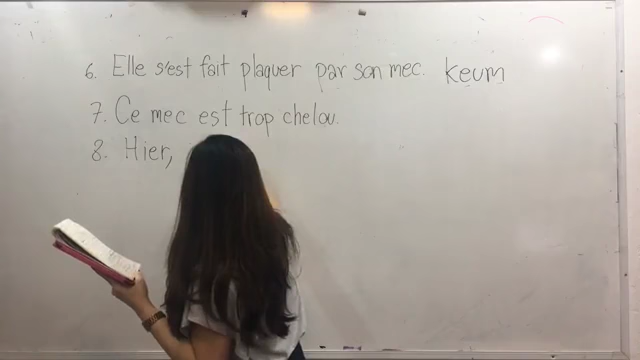 6. Elle s'est fait plaquer par son mec. keum
7. Ce mec est trop chelou.
8. Hier,